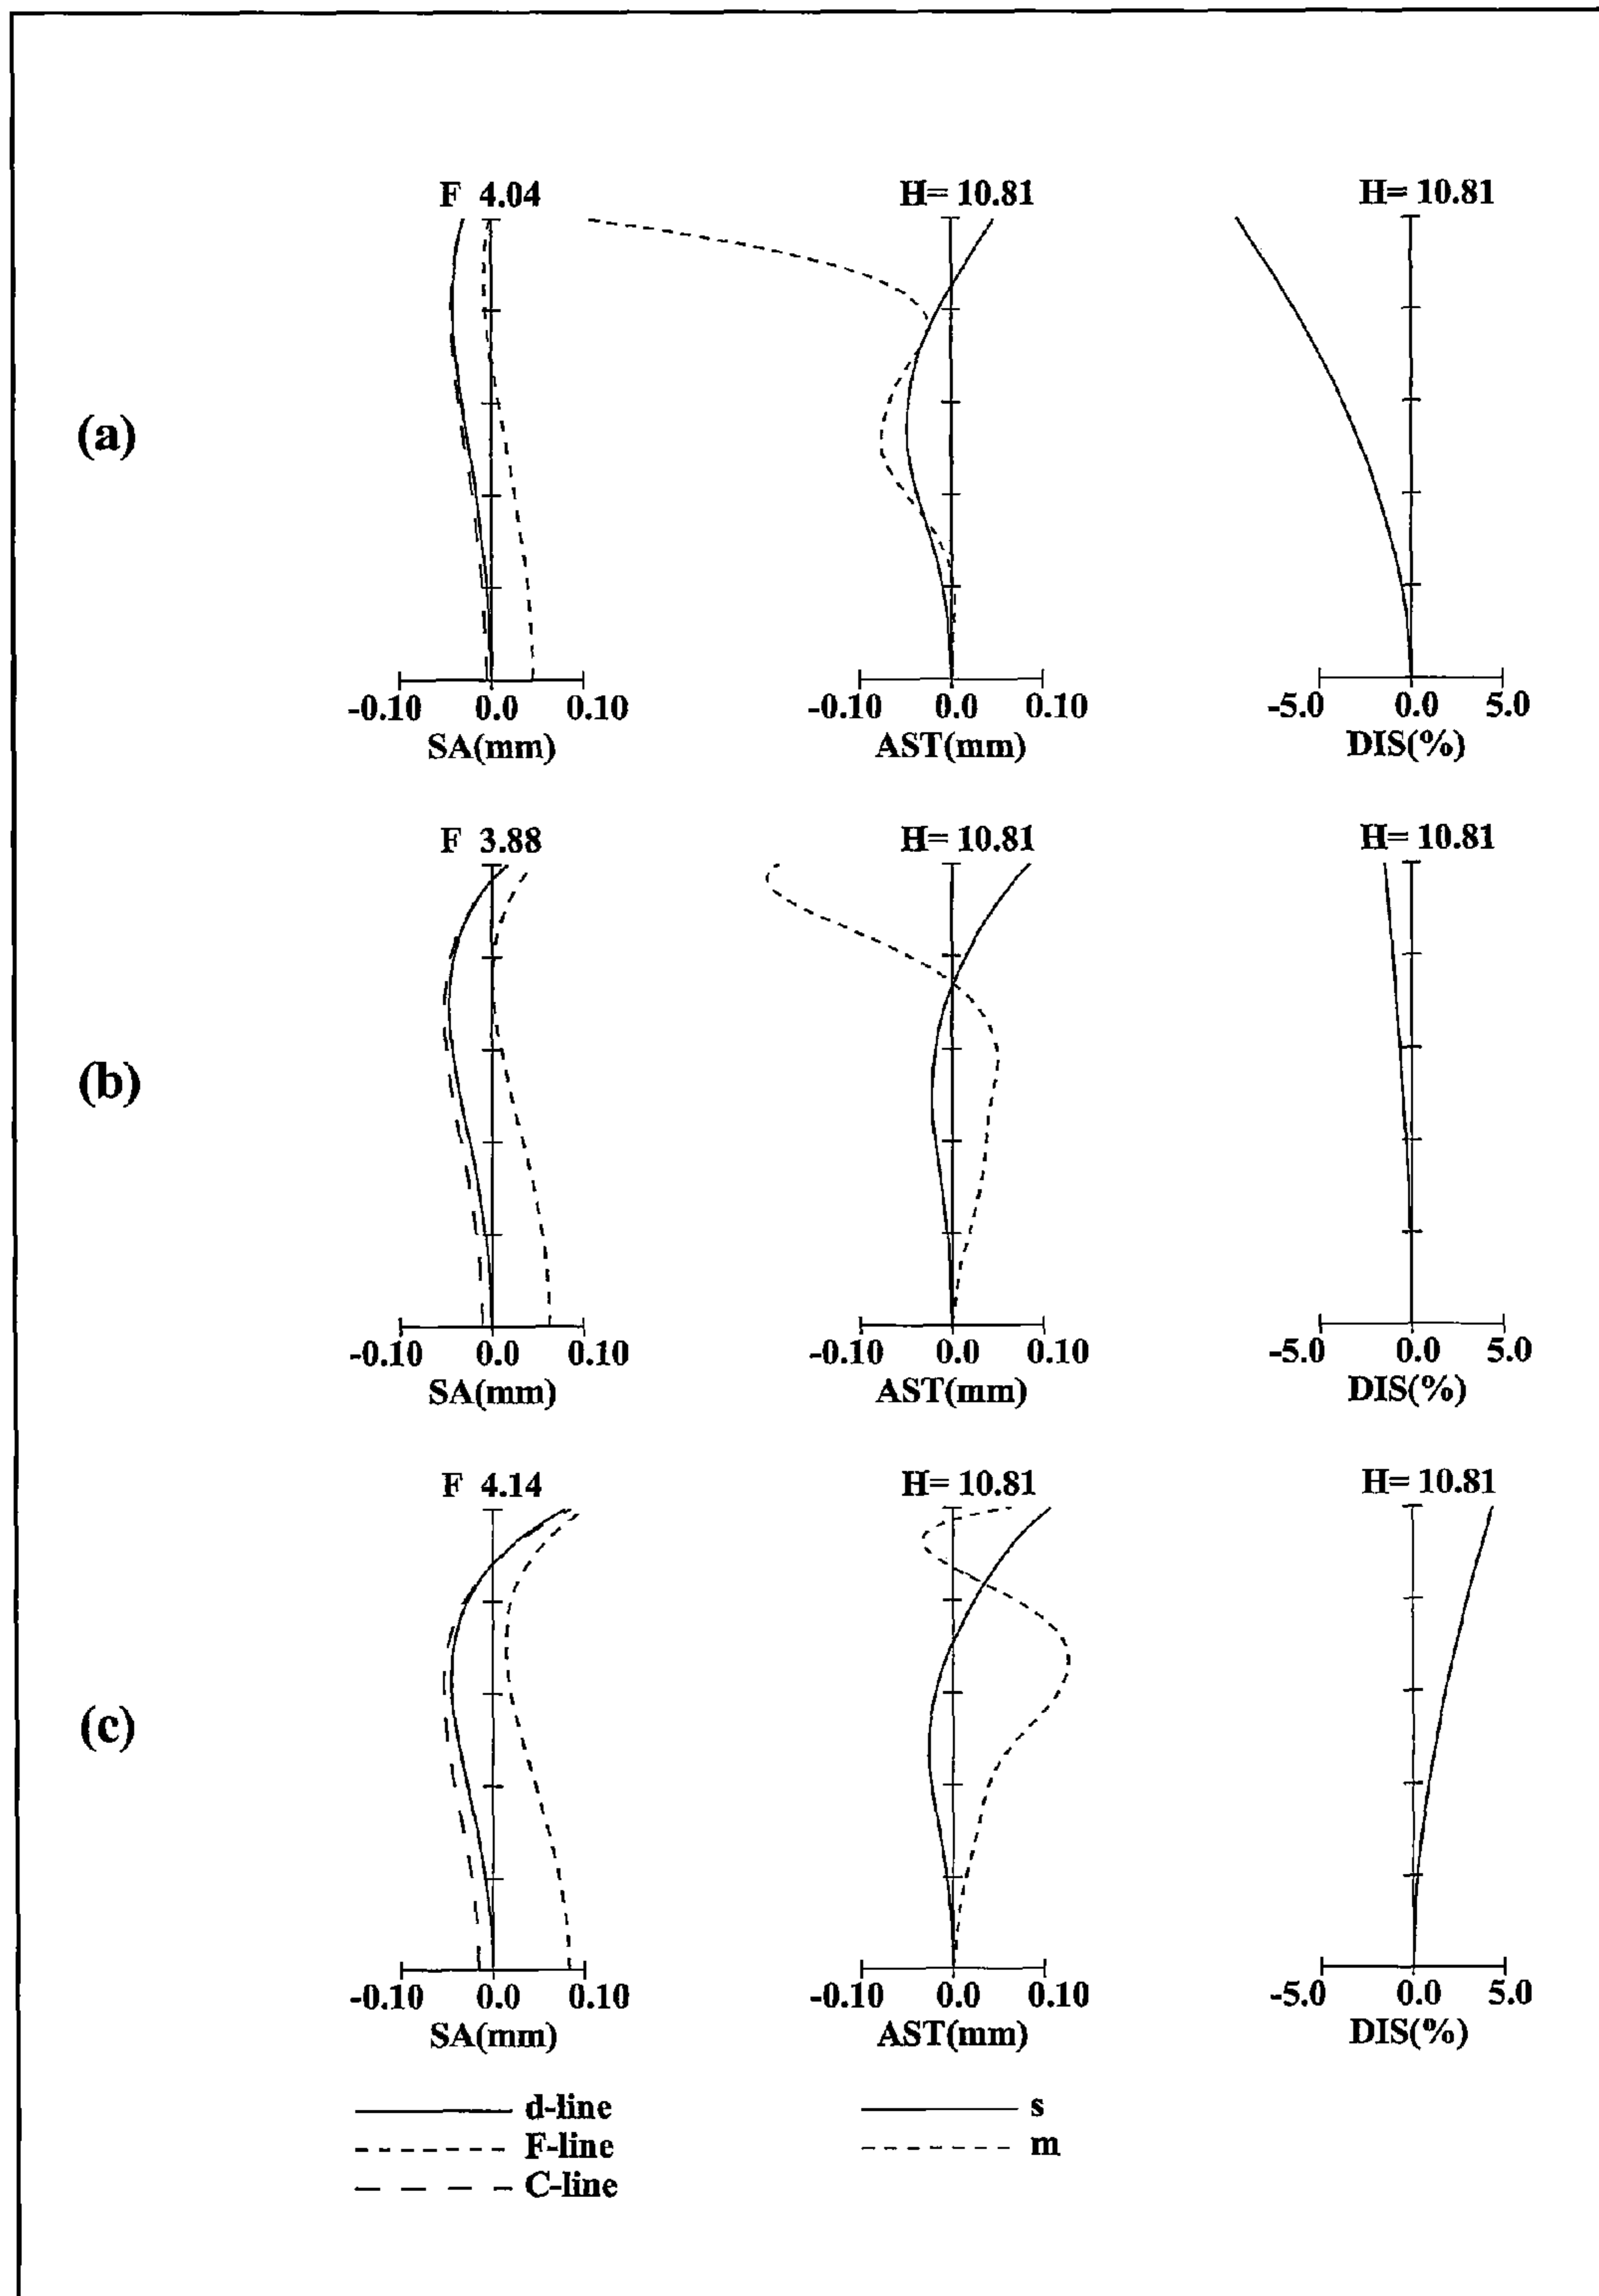 F 4.04 H= 10.81 H= 10.81
(a)
-0.10 0.0 0.10 -0.10 0.0 0.10 -5.0 0.0 5.0
SA(mm) AST(mm) DIS(%)
F 3.88 H= 10.81 H= 10.81
(b)
-0.10 0.0 0.10 -0.10 0.0 0.10 -5.0 0.0 5.0
SA(mm) AST(mm) DIS(%)
F 4.14 H= 10.81 H= 10.81
(c)
-0.10 0.0 0.10 -0.10 0.0 0.10 -5.0 0.0 5.0
SA(mm) AST(mm) DIS(%)
d-line s
F-line m
C-line